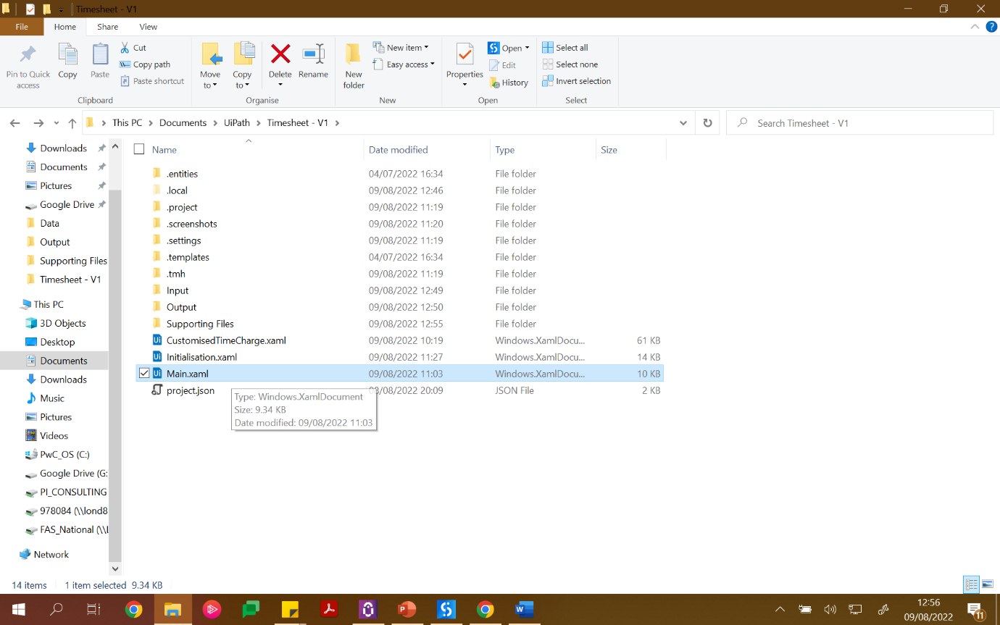 Timesheet - V1
File Home Share View
Pin to Quick access
Copy
Paste
Cut
Copy path
Paste shortcut
Clipboard
Move to
Copy to
Delete
Rename
Organise
New folder
New item
Easy access
New
Properties
Open
Edit
History
Open
Select all
Select none
Invert selection
Select
This PC > Documents > UiPath > Timesheet - V1 >
Search Timesheet - V1
Downloads
Documents
Pictures
Google Drive
Data
Output
Supporting Files
Timesheet - V1
This PC
3D Objects
Desktop
Documents
Downloads
Music
Pictures
Videos
PwC_OS (C:)
Google Drive (G:
PI_CONSULTING
978084 (\\lond8
FAS_National (\\
Network
Name Date modified Type Size
.entities 04/07/2022 16:34 File folder
.local 09/08/2022 12:46 File folder
.project 09/08/2022 11:19 File folder
.screenshots 09/08/2022 11:20 File folder
.settings 09/08/2022 11:19 File folder
.templates 04/07/2022 16:34 File folder
.tmh 09/08/2022 11:19 File folder
Input 09/08/2022 12:49 File folder
Output 09/08/2022 12:50 File folder
Supporting Files 09/08/2022 12:55 File folder
CustomisedTimeCharge.xaml 09/08/2022 10:19 Windows.XamlDocu... 61 KB
Initialisation.xaml 09/08/2022 11:27 Windows.XamlDocu... 14 KB
Main.xaml 09/08/2022 11:03 Windows.XamlDocu... 10 KB
project.json 08/2022 20:09 JSON File 2 KB
Type: Windows.XamlDocument
Size: 9.34 KB
Date modified: 09/08/2022 11:03
14 items 1 item selected 9.34 KB
12:56
09/08/2022
11